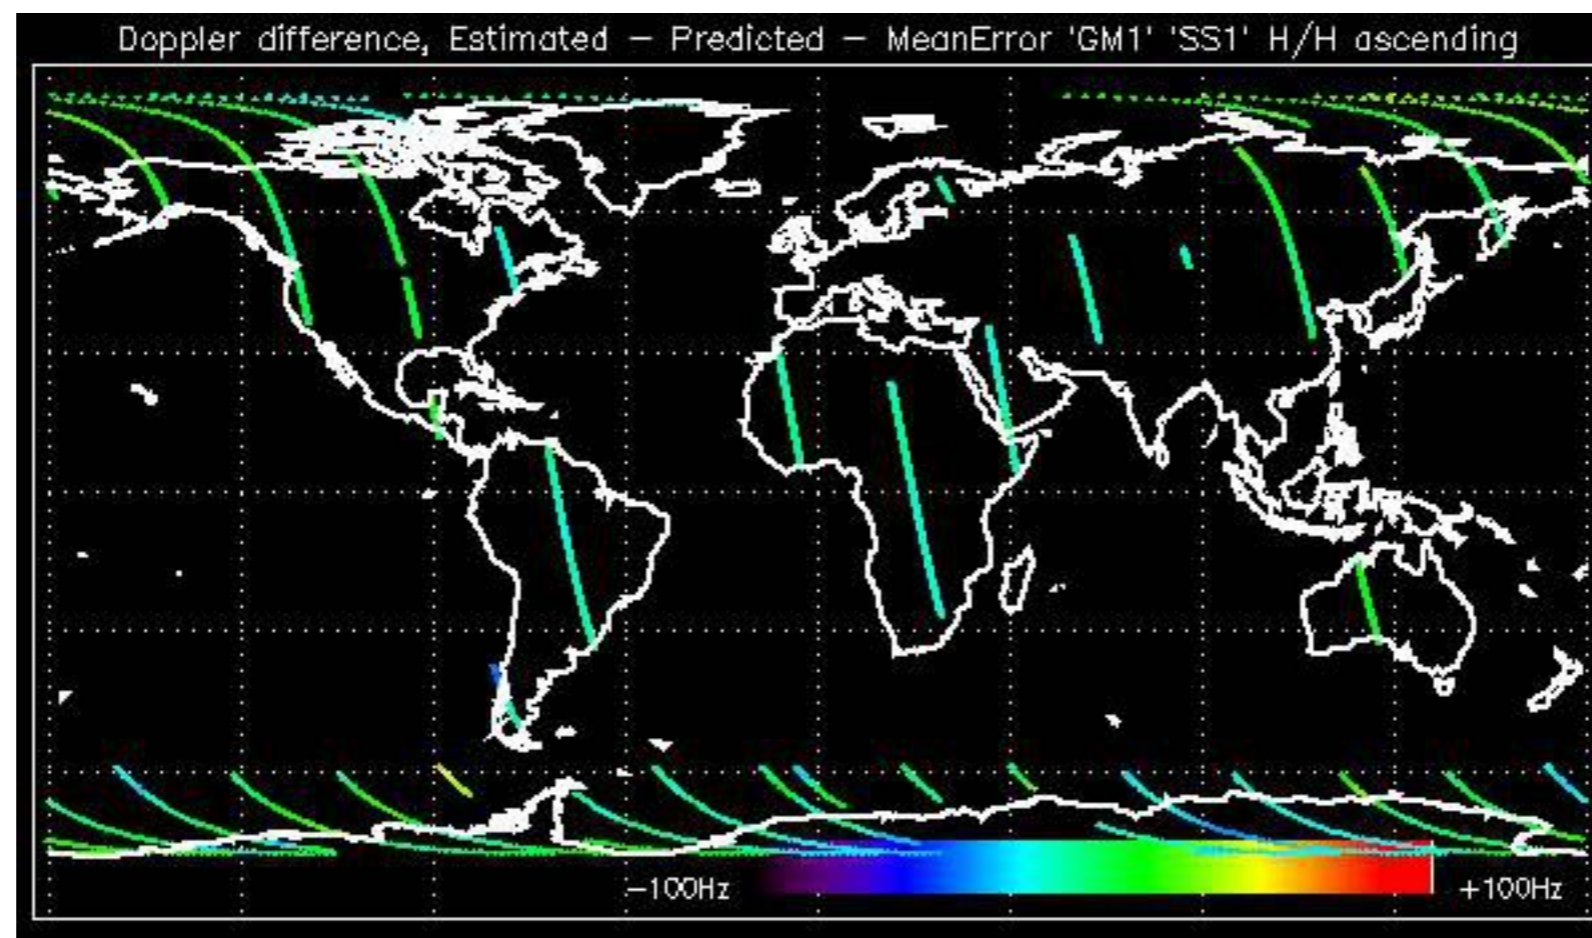 Doppler difference, Estimated – Predicted – MeanError 'GM1' 'SS1' H/H ascending
–100Hz
+100Hz